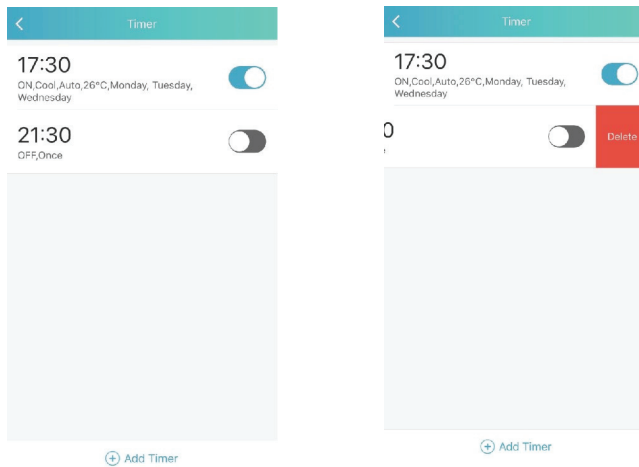 Timer
17:30
ON,Cool,Auto,26°C,Monday, Tuesday,
Wednesday
21:30
OFF,Once
Add Timer
Timer
17:30
ON,Cool,Auto,26°C,Monday, Tuesday,
Wednesday
0
Delete
Add Timer